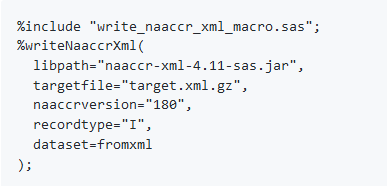 %include "write_naaccr_xml_macro.sas";
%writeNaaccrXml(
  libpath="naaccr-xml-4.11-sas.jar",
  targetfile="target.xml.gz",
  naaccrversion="180",
  recordtype="I",
  dataset=fromxml
);